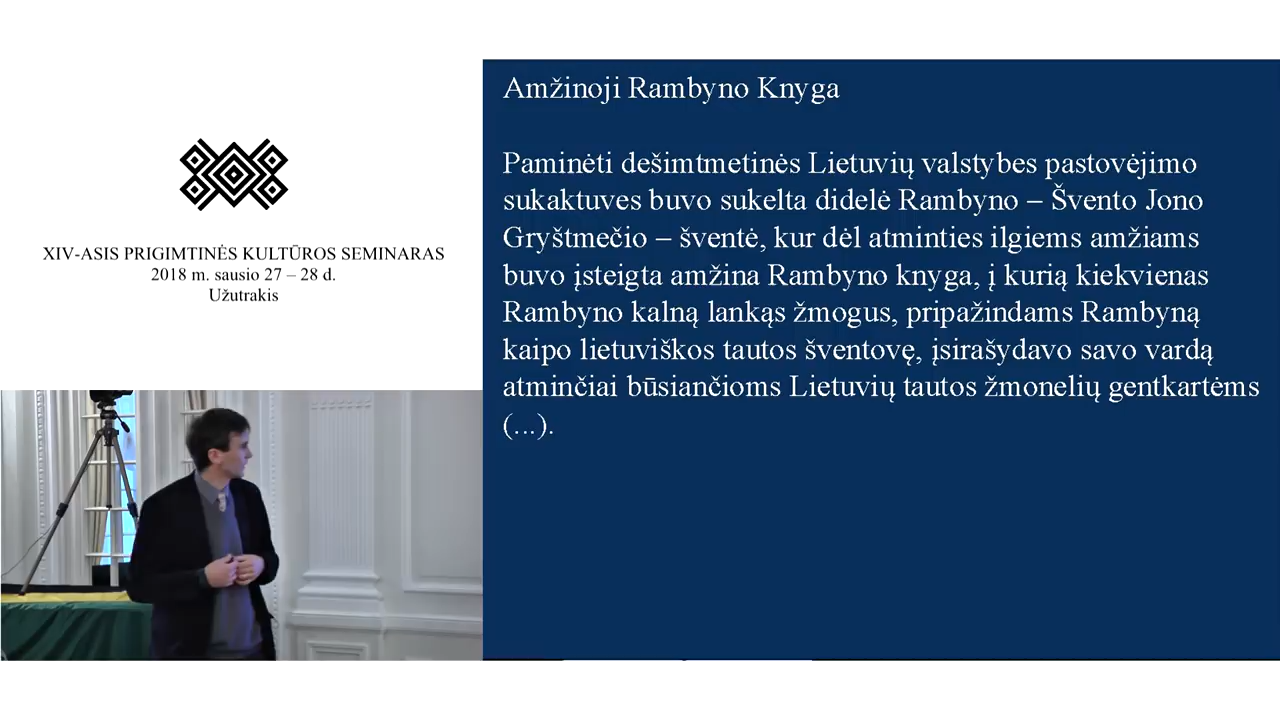 XIV-ASIS PRIGIMTINĖS KULTŪROS SEMINARAS
2018 m. sausio 27 – 28 d.
Užutrakis
Amžinoji Rambyno Knyga
Paminėti dešimtmetinės Lietuvių valstybes pastovėjimo
sukaktuves buvo sukelta didelė Rambyno – Švento Jono
Gryštmečio – šventė, kur dėl atminties ilgiems amžiams
buvo įsteigta amžina Rambyno knyga, į kurią kiekvienas
Rambyno kalną lankąs žmogus, pripažindams Rambyną
kaipo lietuviškos tautos šventovę, įsirašydavo savo vardą
atminčiai būsiančioms Lietuvių tautos žmonelių gentkartėms
(...).